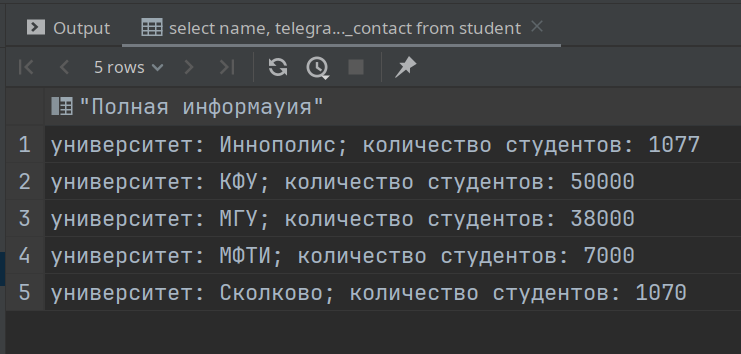 Output
select name, telegra..._contact from student
5 rows
"Полная информауия"
1 университет: Иннополис; количество студентов: 1077
2 университет: КФУ; количество студентов: 50000
3 университет: МГУ; количество студентов: 38000
4 университет: МФТИ; количество студентов: 7000
5 университет: Сколково; количество студентов: 1070